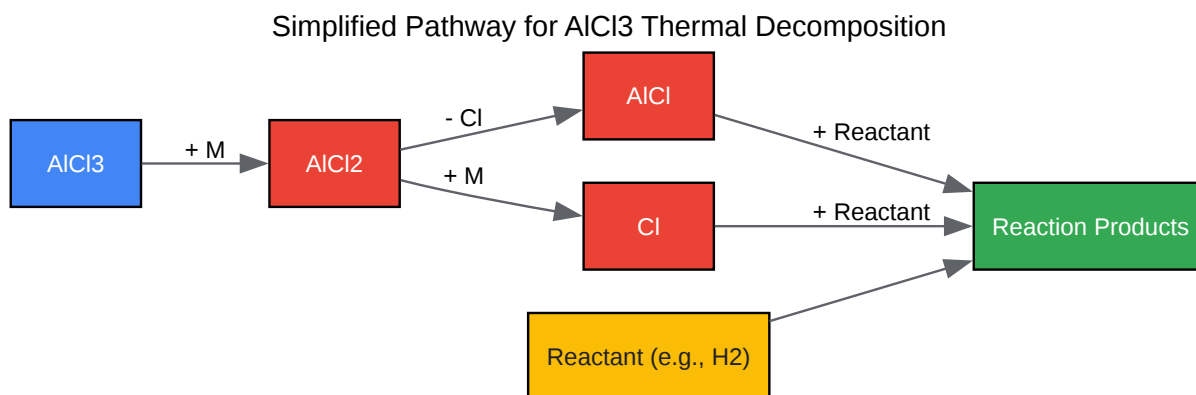 Simplified Pathway for AlCl3 Thermal Decomposition
AlCl3
+ M
AlCl2
- Cl
+ M
AlCl
Cl
+ Reactant
+ Reactant
Reactant (e.g., H2)
Reaction Products